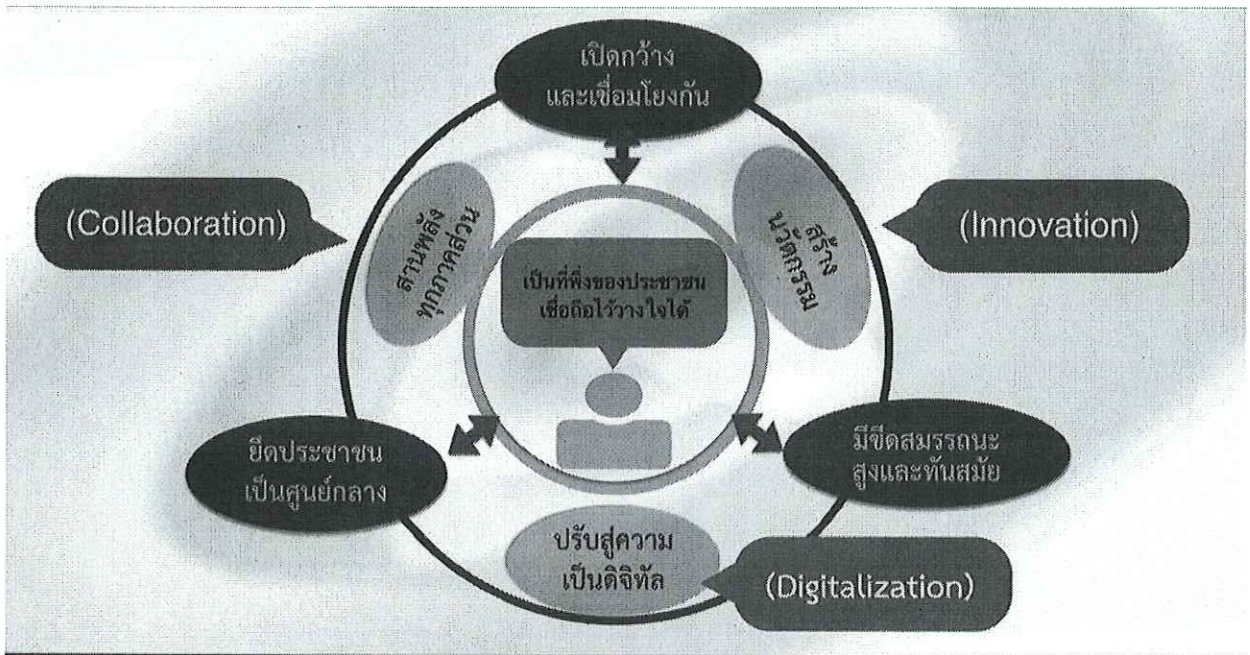 เปิดกว้าง
และเชื่อมโยงกัน
(Collaboration)
สานพลัง
ทุกภาคส่วน
สร้าง
นวัตกรรม
(Innovation)
เป็นที่พึ่งของประชาชน
เชื่อถือไว้วางใจได้
ยึดประชาชน
เป็นศูนย์กลาง
มีขีดสมรรถนะ
สูงและทันสมัย
ปรับสู่ความ
เป็นดิจิทัล
(Digitalization)